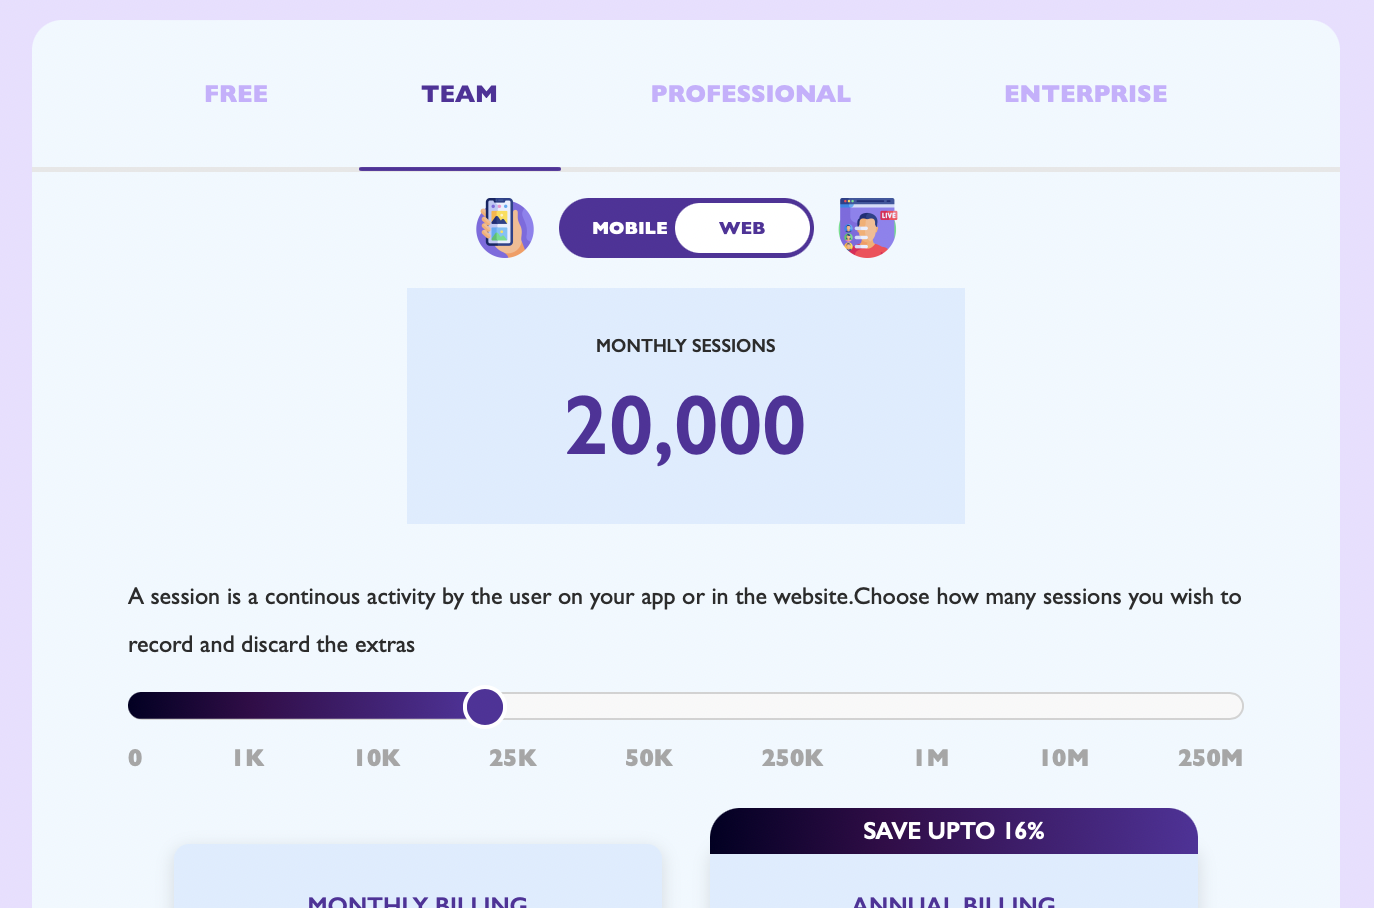 FREE TEAM PROFESSIONAL ENTERPRISE
MOBILE WEB LIVE
MONTHLY SESSIONS
20,000
A session is a continous activity by the user on your app or in the website.Choose how many sessions you wish to
record and discard the extras
0 1K 10K 25K 50K 250K 1M 10M 250M
SAVE UPTO 16%
MONTHLY BILLING ANNUAL BILLING